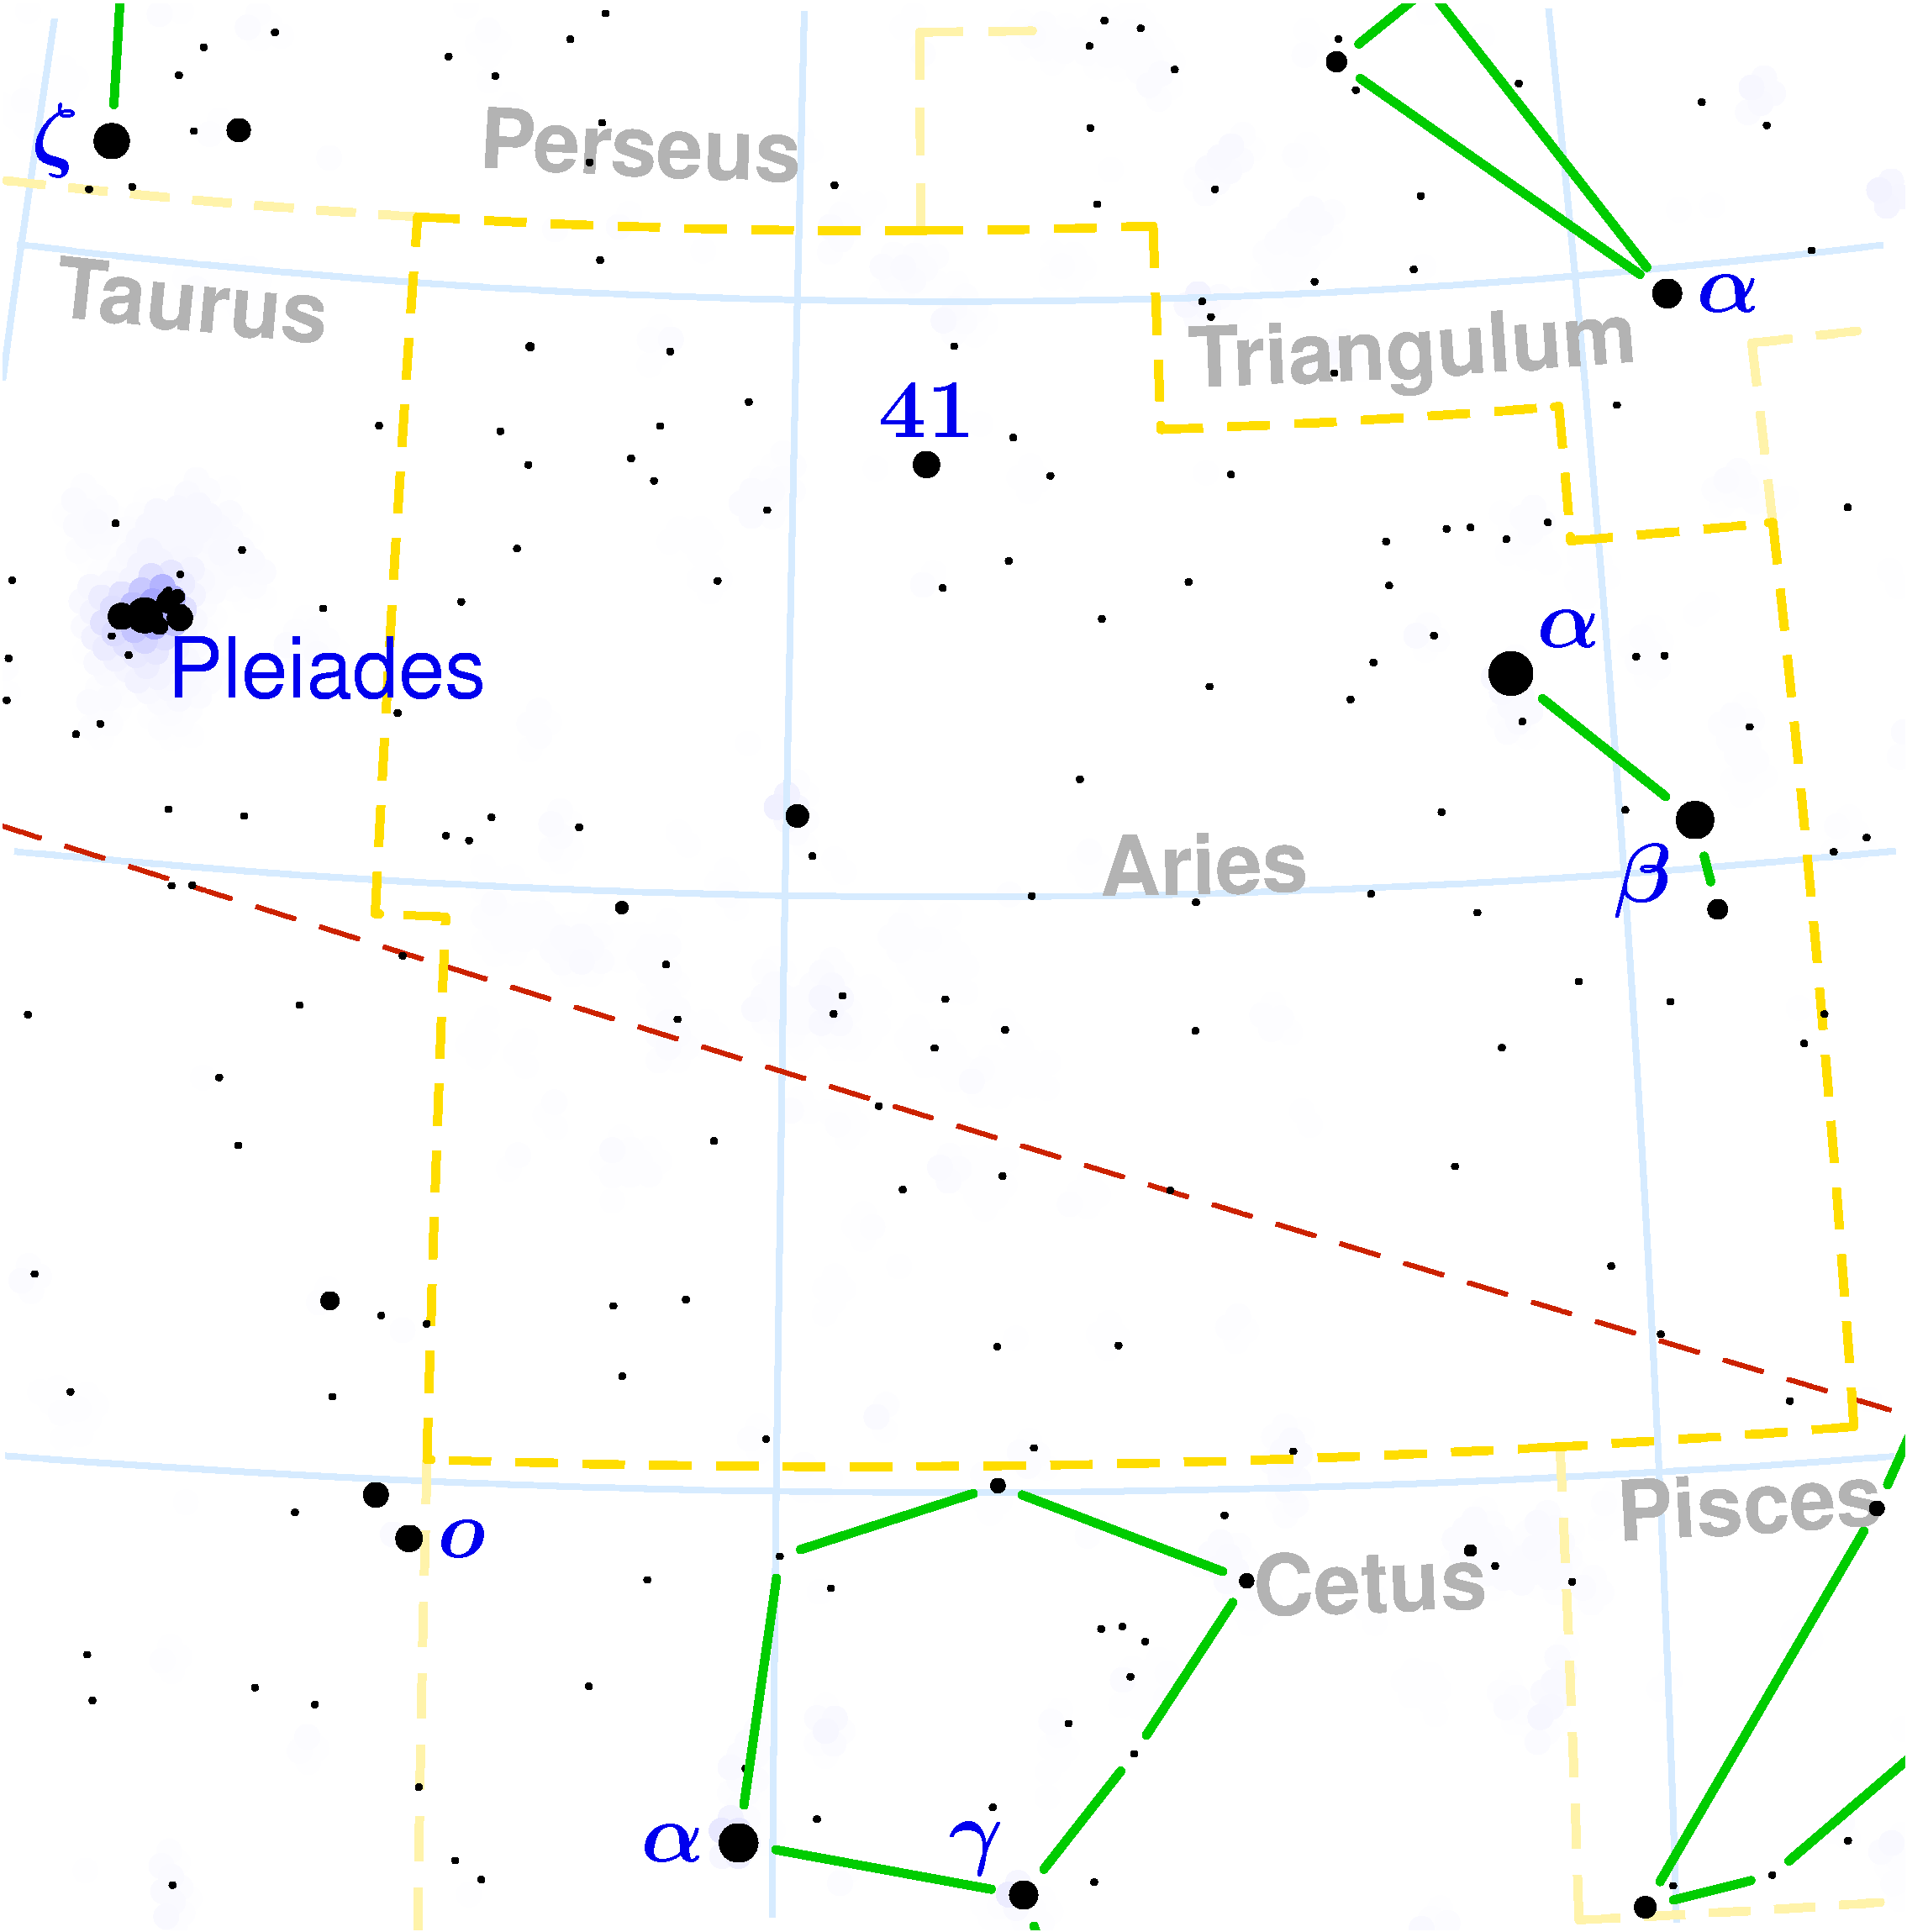 ζ
Perseus
Taurus
α
Triangulum
41
α
Pleiades
Aries
β
Pisces
ο
Cetus
α
γ